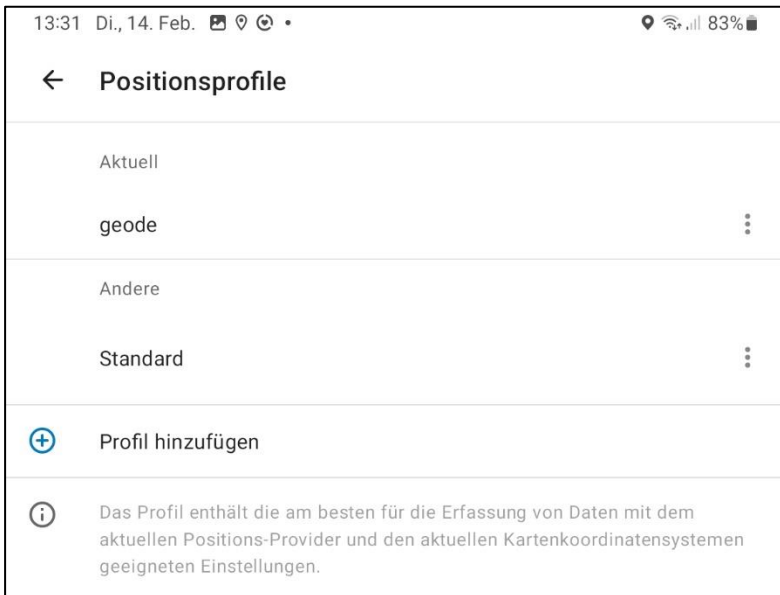 13:31 Di., 14. Feb. 83%
Positionsprofile
Aktuell
geode
Andere
Standard
Profil hinzufügen
Das Profil enthält die am besten für die Erfassung von Daten mit dem
aktuellen Positions-Provider und den aktuellen Kartenkoordinatensystemen
geeigneten Einstellungen.